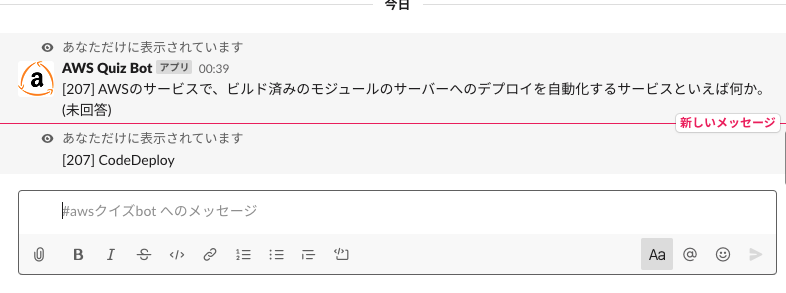 今日
あなただけに表示されています
AWS Quiz Bot アプリ 00:39
[207] AWSのサービスで、ビルド済みのモジュールのサーバーへのデプロイを自動化するサービスといえば何か。
(未回答)
新しいメッセージ
あなただけに表示されています
[207] CodeDeploy
#awsクイズbot へのメッセージ
B I S </> Aa @